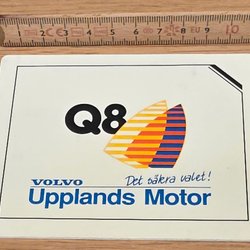 Q8
Det säkra valet!
VOLVO
Upplands Motor